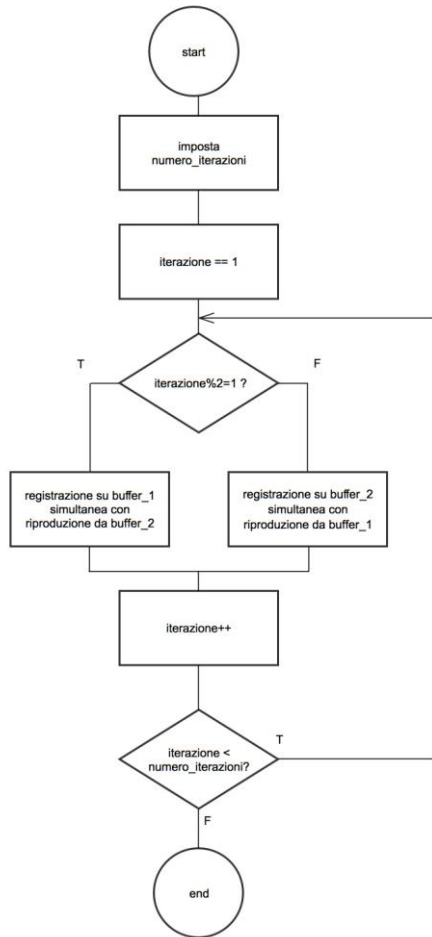 start
imposta
numero_iterazioni
iterazione == 1
T
F
iterazione%2=1 ?
registrazione su buffer_1
simultanea con
riproduzione da buffer_2
registrazione su buffer_2
simultanea con
riproduzione da buffer_1
iterazione++
iterazione <
numero_iterazioni?
T
F
end